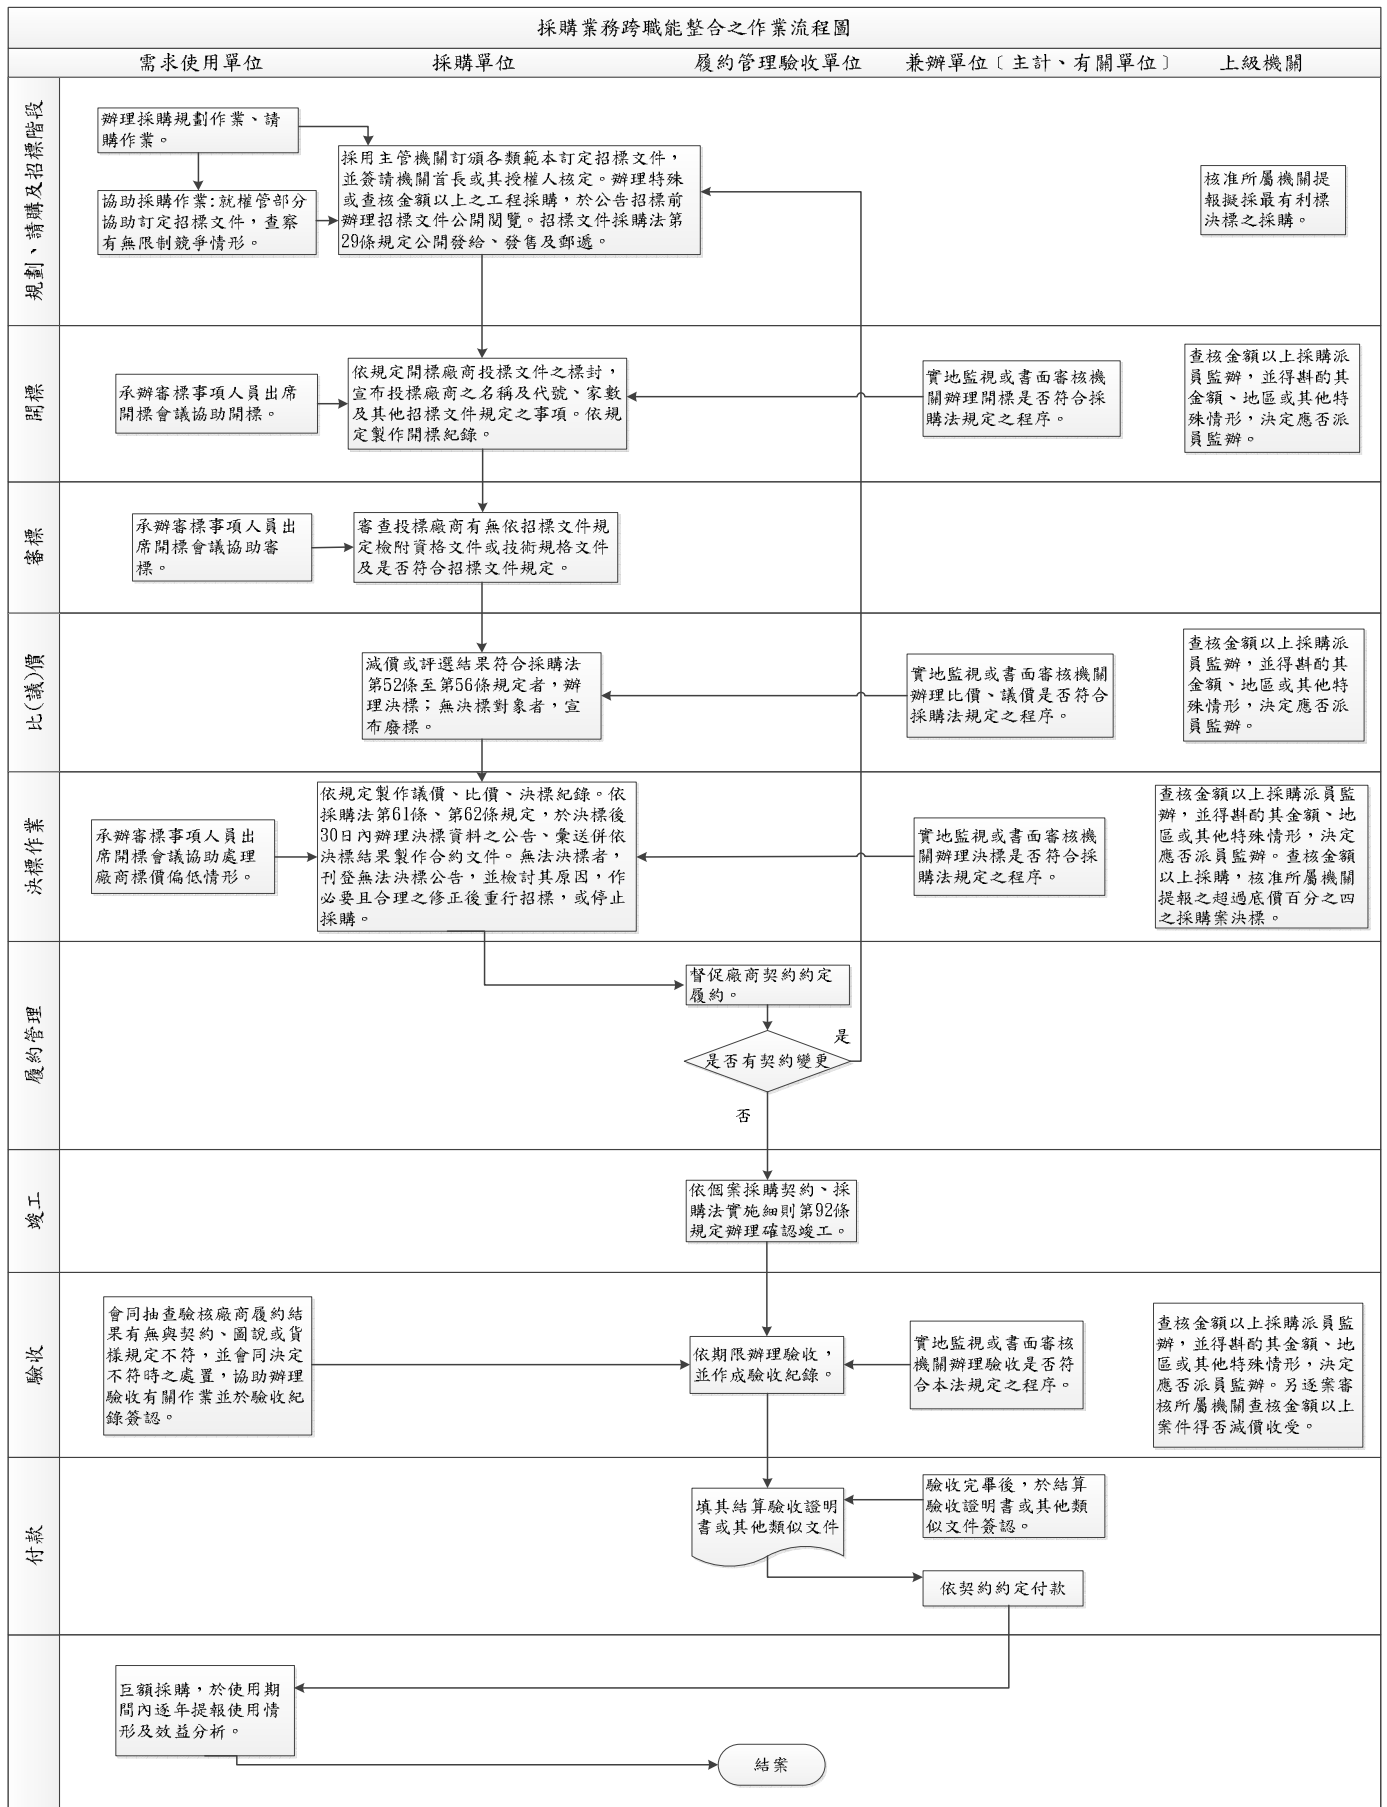 採購業務跨職能整合之作業流程圖
需求使用單位
採購單位
履約管理驗收單位
兼辦單位〔主計、有關單位〕
上級機關
規劃、請購及招標階段
辦理採購規劃作業、請
購作業。
協助採購作業:就權管部分
協助訂定招標文件，查察
有無限制競爭情形。
採用主管機關訂頒各類範本訂定招標文件，
並簽請機關首長或其授權人核定。辦理特殊
或查核金額以上之工程採購，於公告招標前
辦理招標文件公開閱覽。招標文件採購法第
29條規定公開發給、發售及郵遞。
核准所屬機關提
報擬採最有利標
決標之採購。
開標
承辦審標事項人員出席
開標會議協助開標。
依規定開標廠商投標文件之標封，
宣布投標廠商之名稱及代號、家數
及其他招標文件規定之事項。依規
定製作開標紀錄。
實地監視或書面審核機
關辦理開標是否符合採
購法規定之程序。
查核金額以上採購派
員監辦，並得斟酌其
金額、地區或其他特
殊情形，決定應否派
員監辦。
審標
承辦審標事項人員出
席開標會議協助審
標。
審查投標廠商有無依招標文件規
定檢附資格文件或技術規格文件
及是否符合招標文件規定。
比(議)價
減價或評選結果符合採購法
第52條至第56條規定者，辦
理決標；無決標對象者，宣
布廢標。
實地監視或書面審核機關
辦理比價、議價是否符合
採購法規定之程序。
查核金額以上採購派
員監辦，並得斟酌其
金額、地區或其他特
殊情形，決定應否派
員監辦。
決標作業
承辦審標事項人員出
席開標會議協助處理
廠商標價偏低情形。
依規定製作議價、比價、決標紀錄。依
採購法第61條、第62條規定，於決標後
30日內辦理決標資料之公告、彙送併依
決標結果製作合約文件。無法決標者，
刊登無法決標公告，並檢討其原因，作
必要且合理之修正後重行招標，或停止
採購。
實地監視或書面審核機
關辦理決標是否符合採
購法規定之程序。
查核金額以上採購派員監
辦，並得斟酌其金額、地
區或其他特殊情形，決定
應否派員監辦。查核金額
以上採購，核准所屬機關
提報之超過底價百分之四
之採購案決標。
履約管理
督促廠商契約約定
履約。
是否有契約變更
是
否
竣工
依個案採購契約、採
購法實施細則第92條
規定辦理確認竣工。
驗收
會同抽查驗核廠商履約結
果有無與契約、圖說或貨
樣規定不符，並會同決定
不符時之處置，協助辦理
驗收有關作業並於驗收紀
錄簽認。
依期限辦理驗收，
並作成驗收紀錄。
實地監視或書面審核
機關辦理驗收是否符
合本法規定之程序。
查核金額以上採購派員監
辦，並得斟酌其金額、地
區或其他特殊情形，決定
應否派員監辦。另逐案審
核所屬機關查核金額以上
案件得否減價收受。
付款
填具結算驗收證明
書或其他類似文件
驗收完畢後，於結算
驗收證明書或其他類
似文件簽認。
依契約約定付款
巨額採購，於使用期
間內逐年提報使用情
形及效益分析。
結案